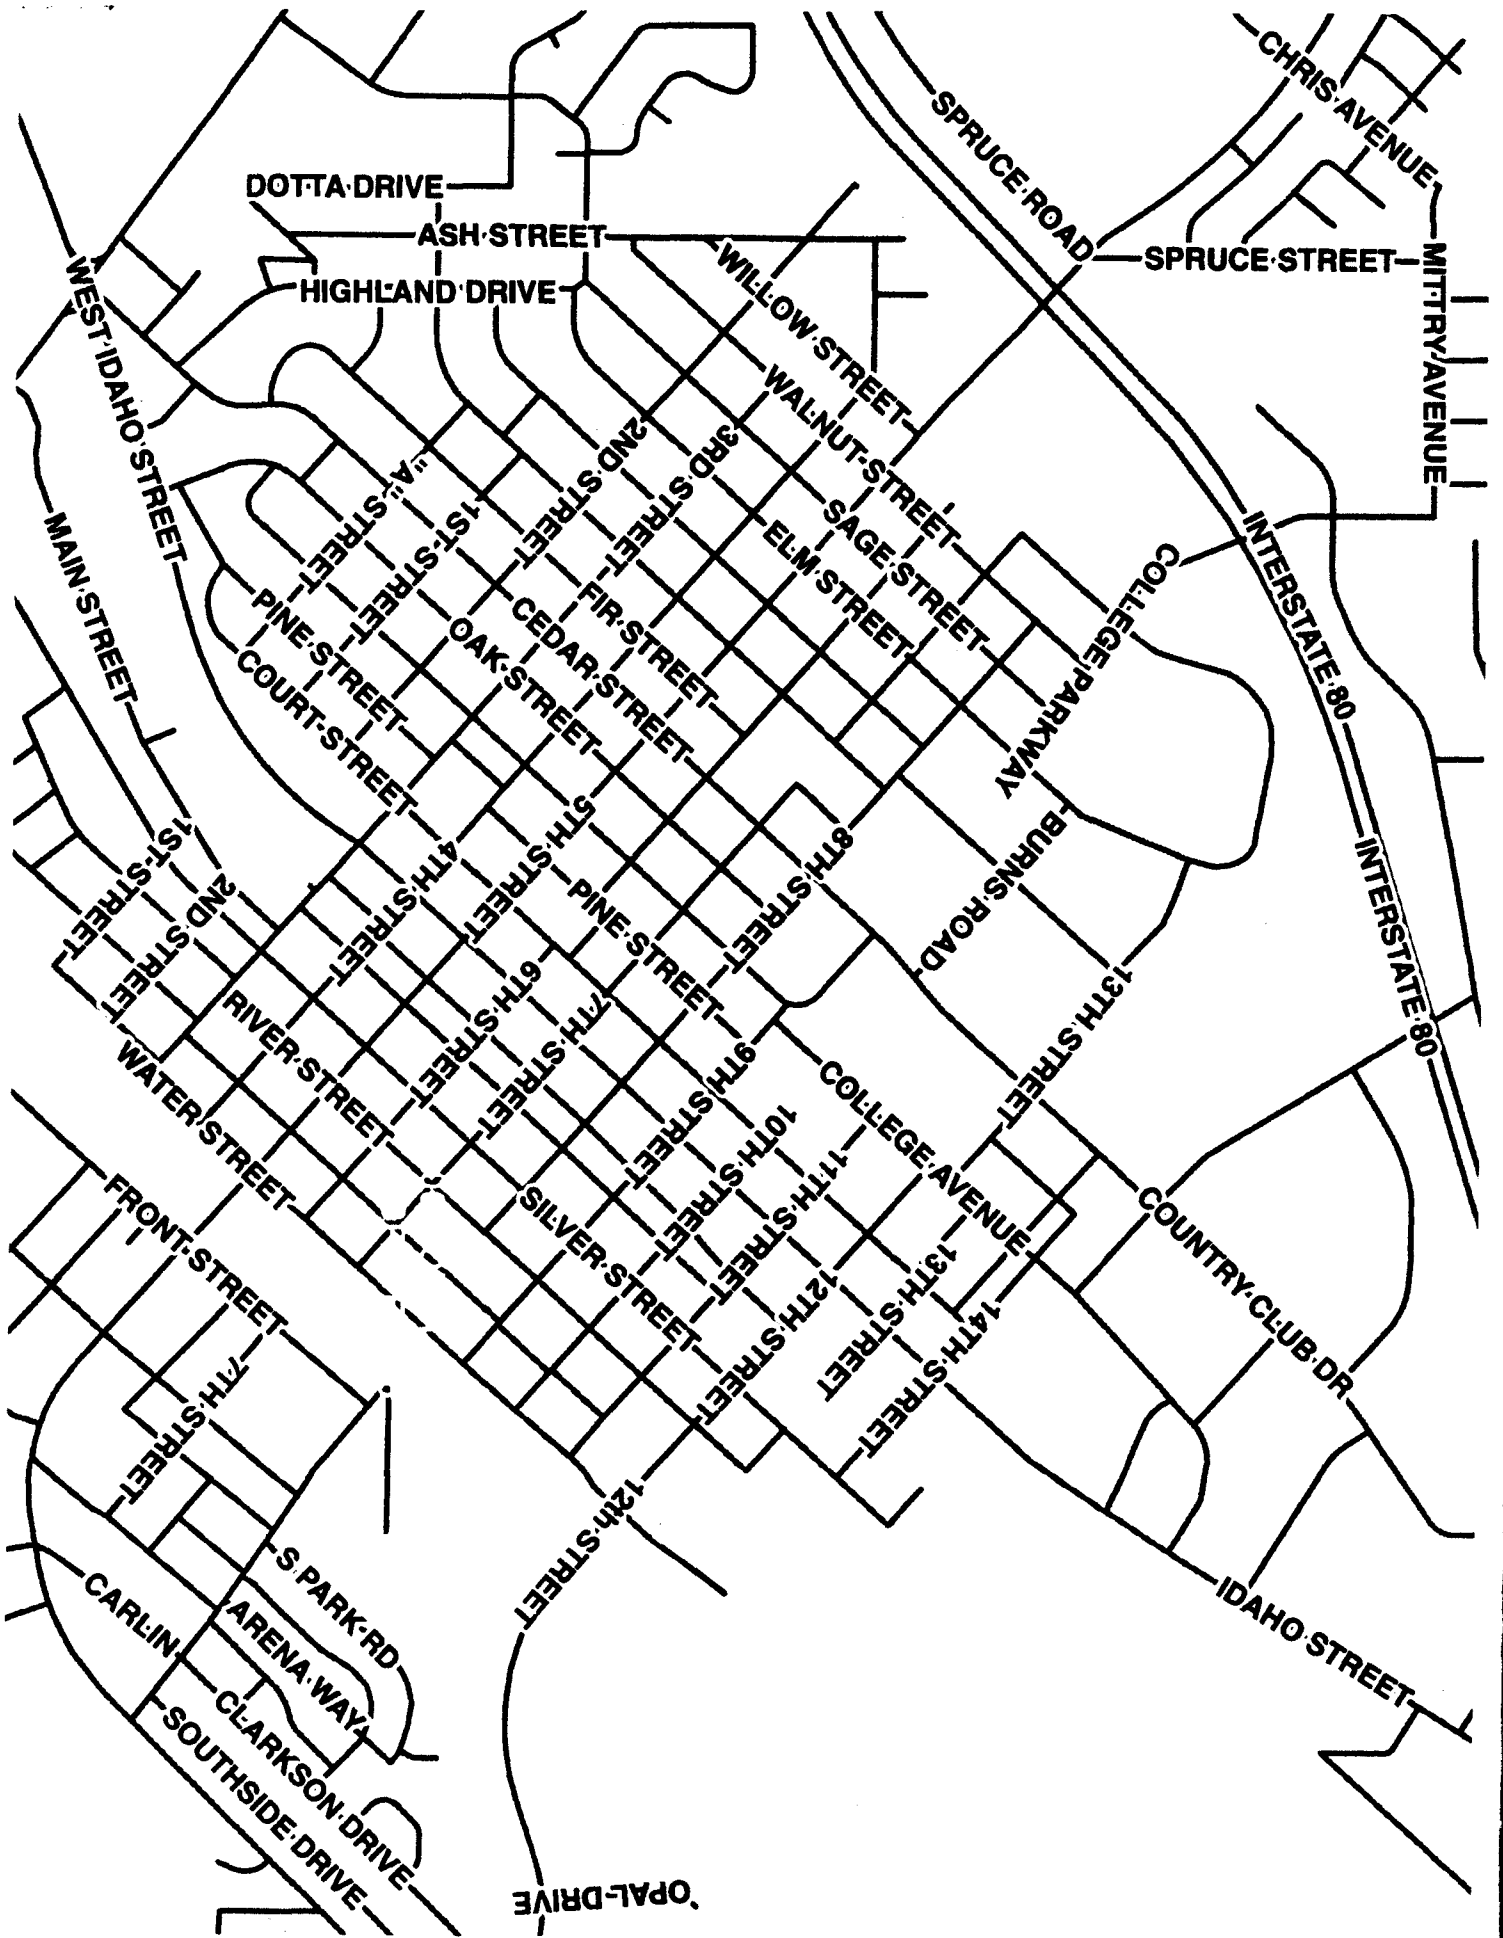 CHRIS AVENUE
SPRUCE ROAD
DOTTA DRIVE
ASH STREET
SPRUCE STREET
MITTRY AVENUE
WILLOW STREET
HIGHLAND DRIVE
WEST IDAHO STREET
WALNUT STREET
2ND STREET
3RD STREET
"A" STREET
1ST STREET
SAGE STREET
ELM STREET
MAIN STREET
INTERSTATE 80
COLLEGE PARKWAY
FIR STREET
CEDAR STREET
PINE STREET
OAK STREET
COURT STREET
5TH STREET
BURNS ROAD
1ST STREET
8TH STREET
4TH STREET
INTERSTATE 80
2ND STREET
PINE STREET
6TH STREET
7TH STREET
13TH STREET
RIVER STREET
WATER STREET
9TH STREET
COLLEGE AVENUE
10TH STREET
11TH STREET
FRONT STREET
SILVER STREET
COUNTRY CLUB DR
12TH STREET
13TH STREET
14TH STREET
7TH STREET
12th STREET
S PARK RD
CARLIN
ARENA WAY
IDAHO STREET
CLARKSON DRIVE
SOUTHSIDE DRIVE
OPAL DRIVE